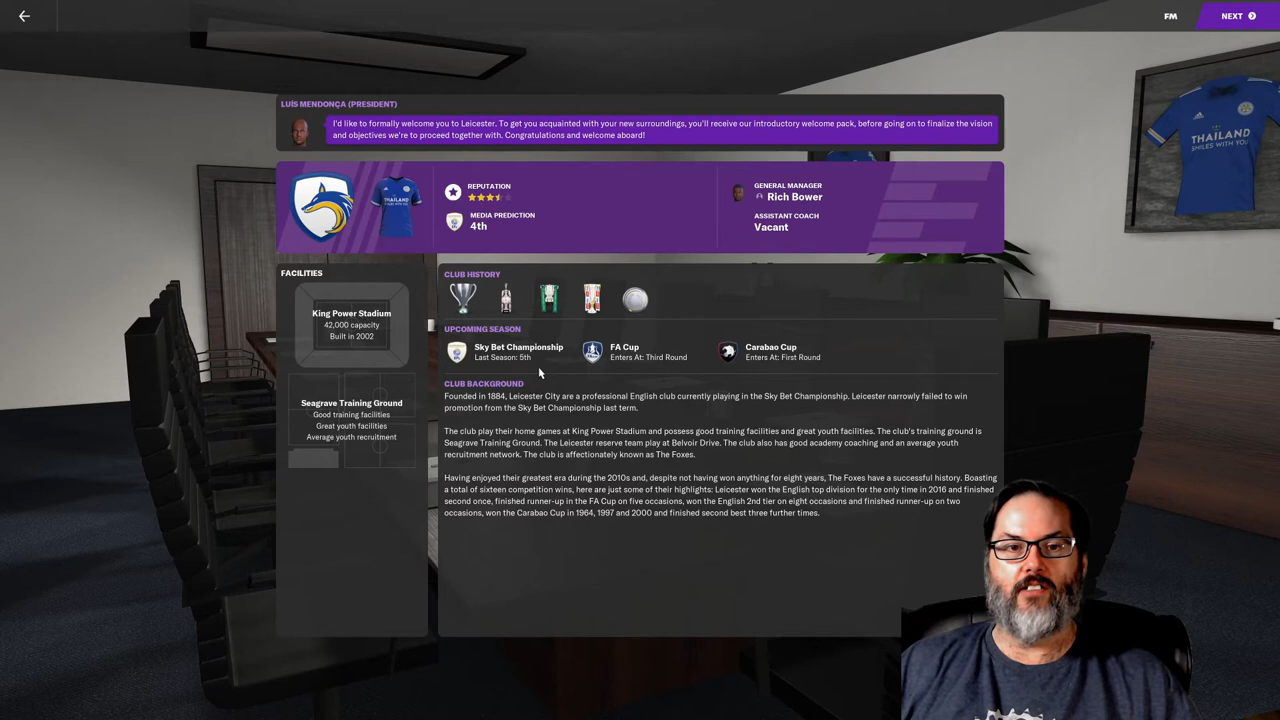 FM
NEXT
LUÍS MENDONÇA (PRESIDENT)
I'd like to formally welcome you to Leicester. To get you acquainted with your new surroundings, you'll receive our introductory welcome pack, before going on to finalize the vision
and objectives we're to proceed together with. Congratulations and welcome aboard!
THAILAND
SMILES WITH YOU
REPUTATION
MEDIA PREDICTION
4th
GENERAL MANAGER
Rich Bower
ASSISTANT COACH
Vacant
THAILAND
FACILITIES
King Power Stadium
42,000 capacity
Built in 2002
Seagrave Training Ground
Good training facilities
Great youth facilities
Average youth recruitment
CLUB HISTORY
UPCOMING SEASON
Sky Bet Championship
Last Season: 5th
FA Cup
Enters At: Third Round
Carabao Cup
Enters At: First Round
CLUB BACKGROUND
Founded in 1884, Leicester City are a professional English club currently playing in the Sky Bet Championship. Leicester narrowly failed to win
promotion from the Sky Bet Championship last term.
The club play their home games at King Power Stadium and possess good training facilities and great youth facilities. The club's training ground is
Seagrave Training Ground. The Leicester reserve team play at Belvoir Drive. The club also has good academy coaching and an average youth
recruitment network. The club is affectionately known as The Foxes.
Having enjoyed their greatest era during the 2010s and, despite not having won anything for eight years, The Foxes have a successful history. Boasting
a total of sixteen competition wins, here are just some of their highlights: Leicester won the English top division for the only time in 2016 and finished
second once, finished runner-up in the FA Cup on five occasions, won the English 2nd tier on eight occasions and finished runner-up on two
occasions, won the Carabao Cup in 1964, 1997 and 2000 and finished second best three further times.